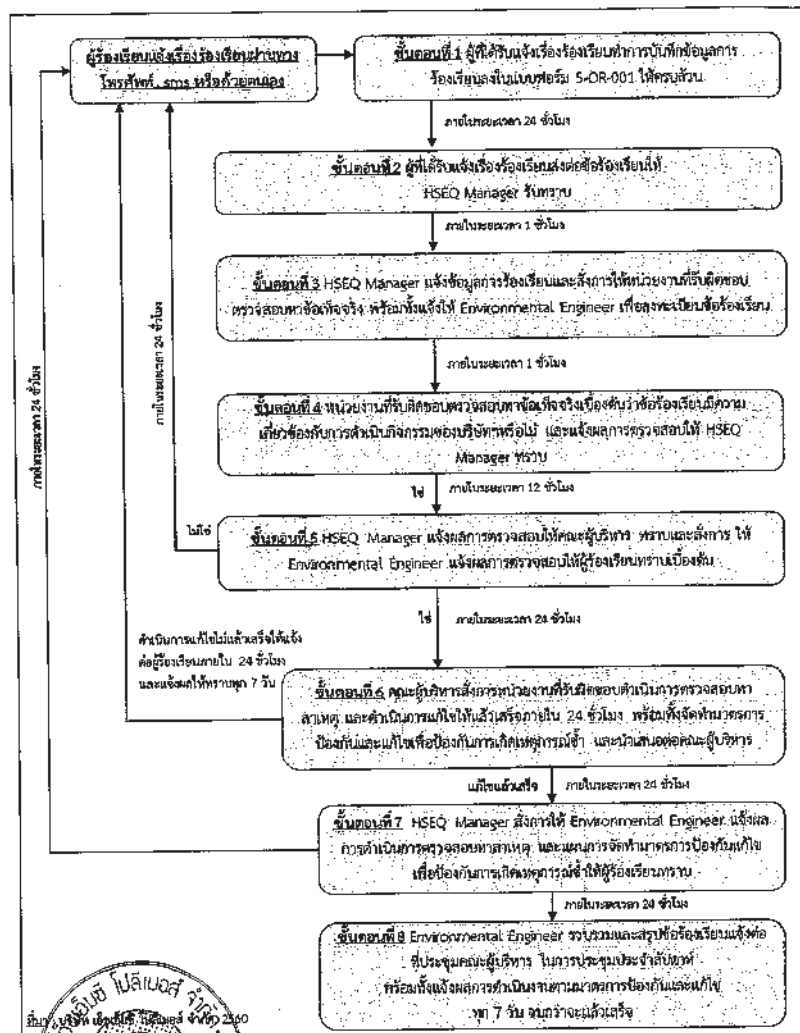 ผู้ร้องเรียนแจ้งเรื่องร้องเรียนผ่านทาง
โทรศัพท์, sms หรือด้วยตนเอง
ขั้นตอนที่ 1 ผู้ที่ได้รับแจ้งเรื่องร้องเรียนทำการบันทึกข้อมูลการ
ร้องเรียนลงในแบบฟอร์ม S-OR-001 ให้ครบถ้วน
ภายในระยะเวลา 24 ชั่วโมง
ขั้นตอนที่ 2 ผู้ที่ได้รับแจ้งเรื่องร้องเรียนส่งต่อข้อร้องเรียนให้
HSEQ Manager รับทราบ
ภายในระยะเวลา 1 ชั่วโมง
ขั้นตอนที่ 3 HSEQ Manager แจ้งข้อมูลการร้องเรียนและสั่งการให้หน่วยงานที่รับผิดชอบ
ตรวจสอบหาข้อเท็จจริง พร้อมทั้งแจ้งให้ Environmental Engineer เพื่อลงทะเบียนข้อร้องเรียน
ภายในระยะเวลา 1 ชั่วโมง
ขั้นตอนที่ 4 หน่วยงานที่รับผิดชอบตรวจสอบหาข้อเท็จจริงเบื้องต้นว่าข้อร้องเรียนมีความ
เกี่ยวข้องกับการดำเนินกิจกรรมของบริษัทฯหรือไม่ และแจ้งผลการตรวจสอบให้ HSEQ
Manager ทราบ
ใช่ ภายในระยะเวลา 12 ชั่วโมง
ภายในระยะเวลา 24 ชั่วโมง
ภายในระยะเวลา 24 ชั่วโมง
ไม่ใช่
ขั้นตอนที่ 5 HSEQ Manager แจ้งผลการตรวจสอบให้คณะผู้บริหาร ทราบและสั่งการ ให้
Environmental Engineer แจ้งผลการตรวจสอบให้ผู้ร้องเรียนทราบเบื้องต้น
ใช่ ภายในระยะเวลา 24 ชั่วโมง
ดำเนินการแก้ไขไม่แล้วเสร็จให้แจ้ง
ต่อผู้ร้องเรียนภายใน 24 ชั่วโมง
และแจ้งผลให้ทราบทุก 7 วัน
ขั้นตอนที่ 6 คณะผู้บริหารสั่งการหน่วยงานที่รับผิดชอบดำเนินการตรวจสอบหา
สาเหตุ และดำเนินการแก้ไขให้แล้วเสร็จภายใน 24 ชั่วโมง พร้อมทั้งจัดทำมาตรการ
ป้องกันและแก้ไขเพื่อป้องกันการเกิดเหตุการณ์ซ้ำ และนำเสนอต่อคณะผู้บริหาร
แก้ไขแล้วเสร็จ ภายในระยะเวลา 24 ชั่วโมง
ขั้นตอนที่ 7 HSEQ Manager สั่งการให้ Environmental Engineer แจ้งผล
การดำเนินการตรวจสอบหาสาเหตุ และแผนการจัดทำมาตรการป้องกันแก้ไข
เพื่อป้องกันการเกิดเหตุการณ์ซ้ำให้ผู้ร้องเรียนทราบ
ภายในระยะเวลา 24 ชั่วโมง
ขั้นตอนที่ 8 Environmental Engineer รวบรวมและสรุปข้อร้องเรียนแจ้งต่อ
ที่ประชุมคณะผู้บริหาร ในการประชุมประจำสัปดาห์
พร้อมทั้งแจ้งผลการดำเนินงานตามมาตรการป้องกันและแก้ไข
ทุก 7 วัน จนกว่าจะแล้วเสร็จ
ที่มา : บริษัท เอชเอ็มซี โปลิเมอส์ จำกัด, 2560